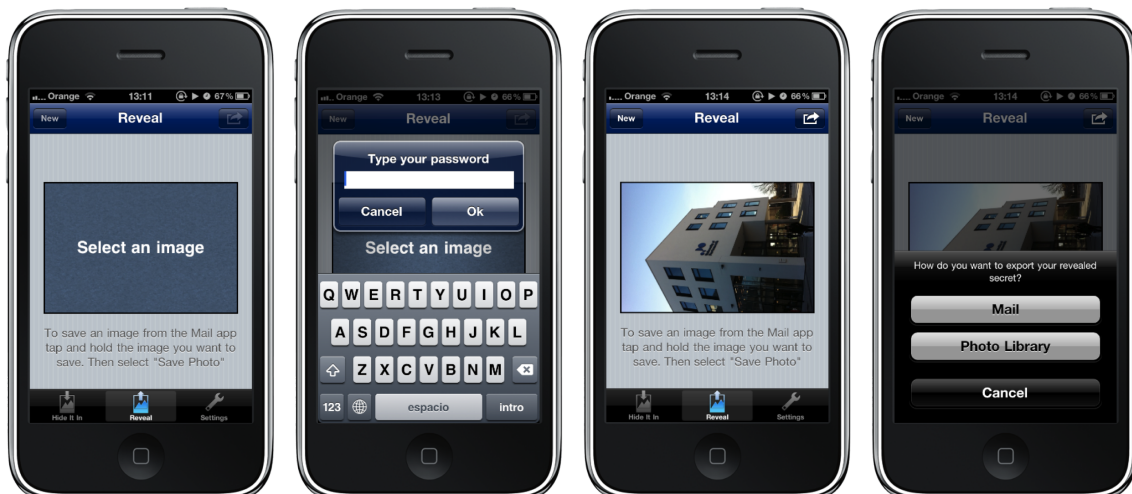 Orange 13:11 67%
New Reveal
Select an image
To save an image from the Mail app
tap and hold the image you want to
save. Then select "Save Photo"
Hide It In Reveal Settings
Orange 13:13 66%
New Reveal
Type your password
Cancel Ok
Select an image
Q W E R T Y U I O P
A S D F G H J K L
Z X C V B N M
123 espacio intro
Orange 13:14 66%
New Reveal
To save an image from the Mail app
tap and hold the image you want to
save. Then select "Save Photo"
Hide It In Reveal Settings
Orange 13:14 66%
New Reveal
How do you want to export your revealed
secret?
Mail
Photo Library
Cancel